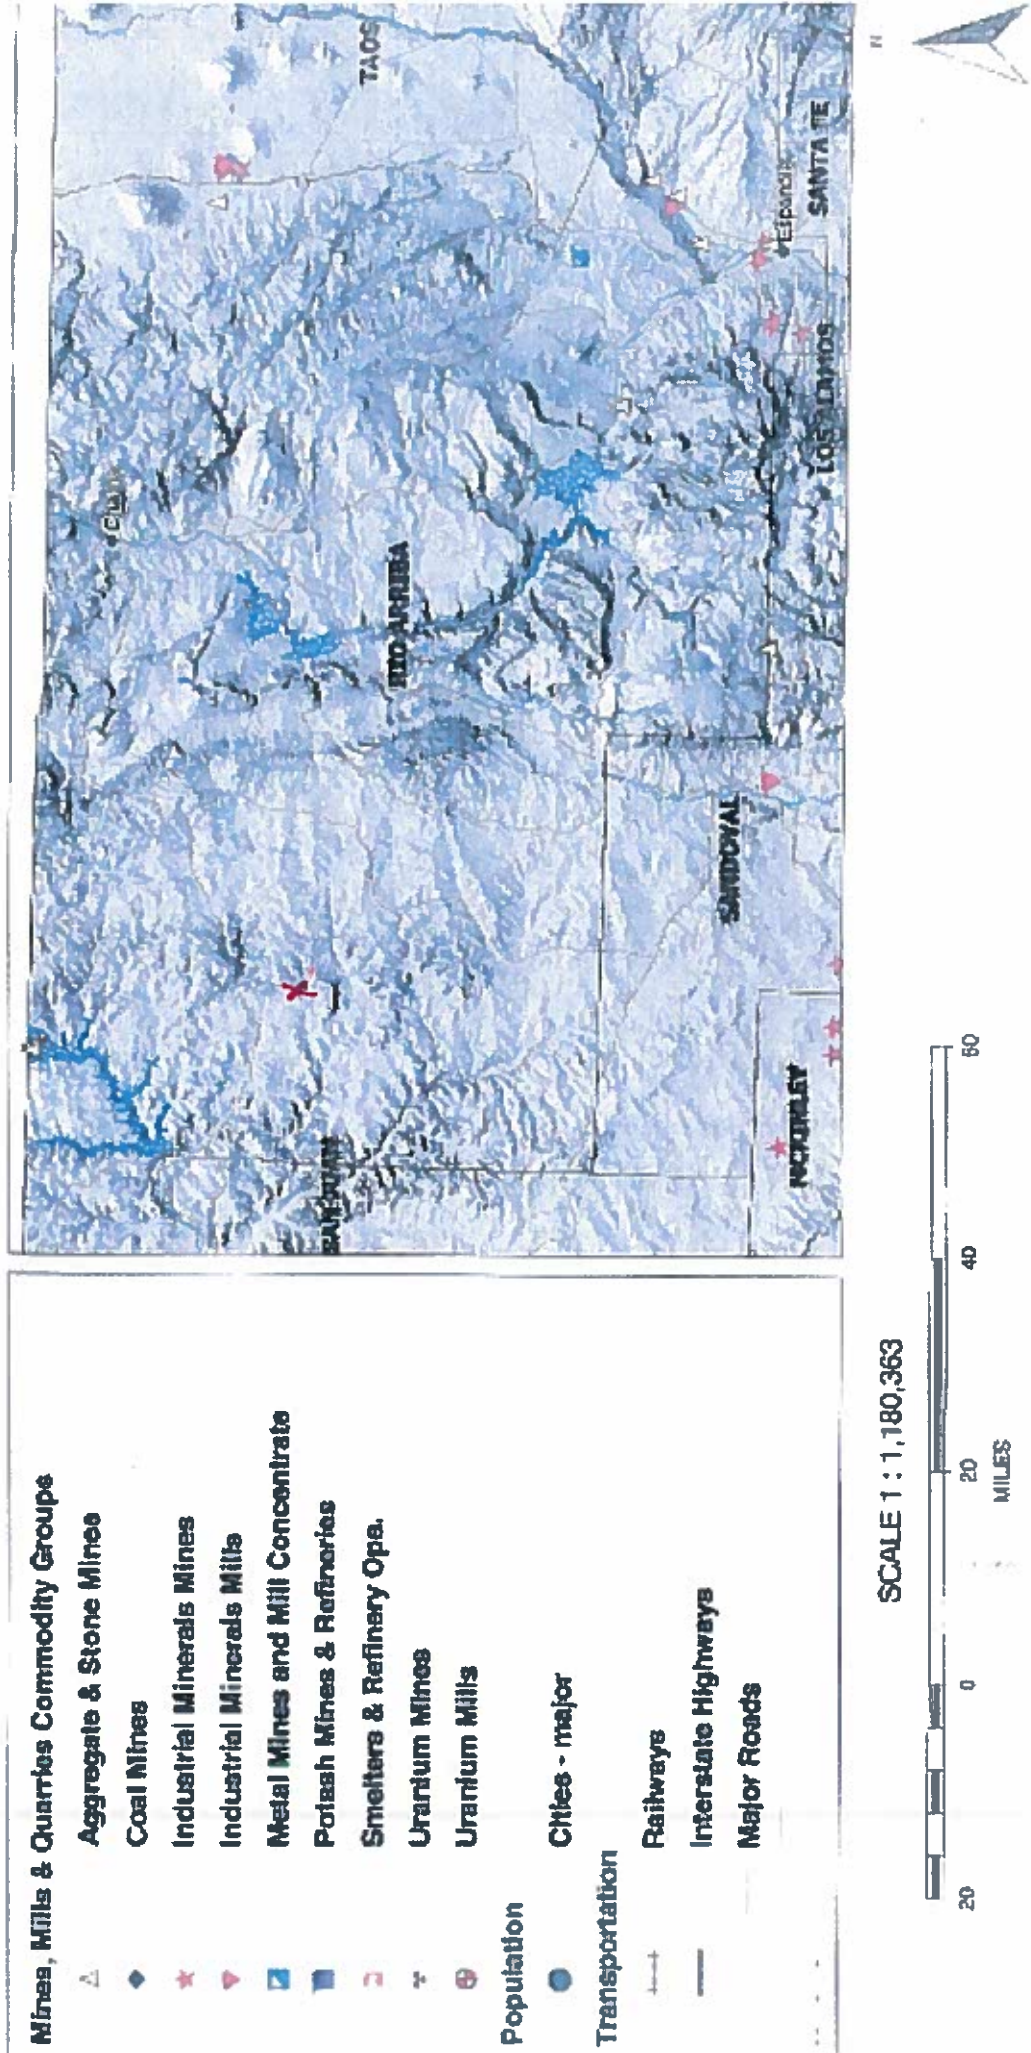 Mines, Mills & Quarries Commodity Groups
Aggregate & Stone Mines
Coal Mines
Industrial Minerals Mines
Industrial Minerals Mills
Metal Mines and Mill Concentrate
Potash Mines & Refineries
Smelters & Refinery Ops.
Uranium Mines
Uranium Mills
Population
Cities - major
Transportation
Railways
Interstate Highways
Major Roads
SAN JUAN
MCKINLEY
SANDOVAL
RIO ARRIBA
LOS ALAMOS
SANTA FE
Espanola
TAOS
N
SCALE 1 : 1,180,363
20
0
20
40
60
MILES